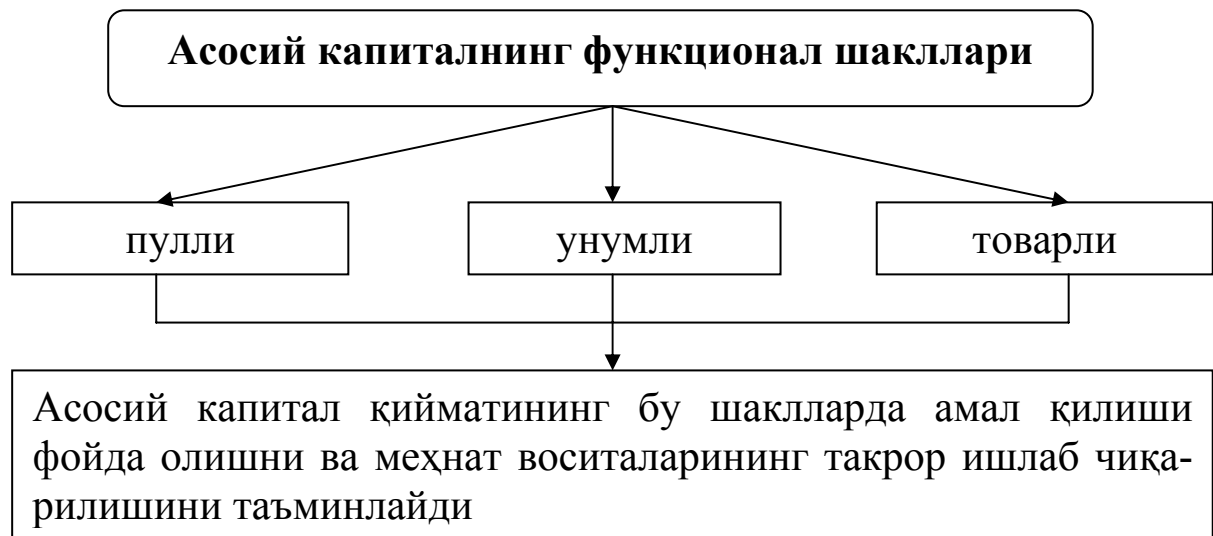 Асосий капиталнинг функционал шакллари
пулли
унумли
товарли
Асосий капитал қийматининг бу шаклларда амал қилиши
фойда олишни ва меҳнат воситаларининг такрор ишлаб чиқа-
рилишини таъминлайди